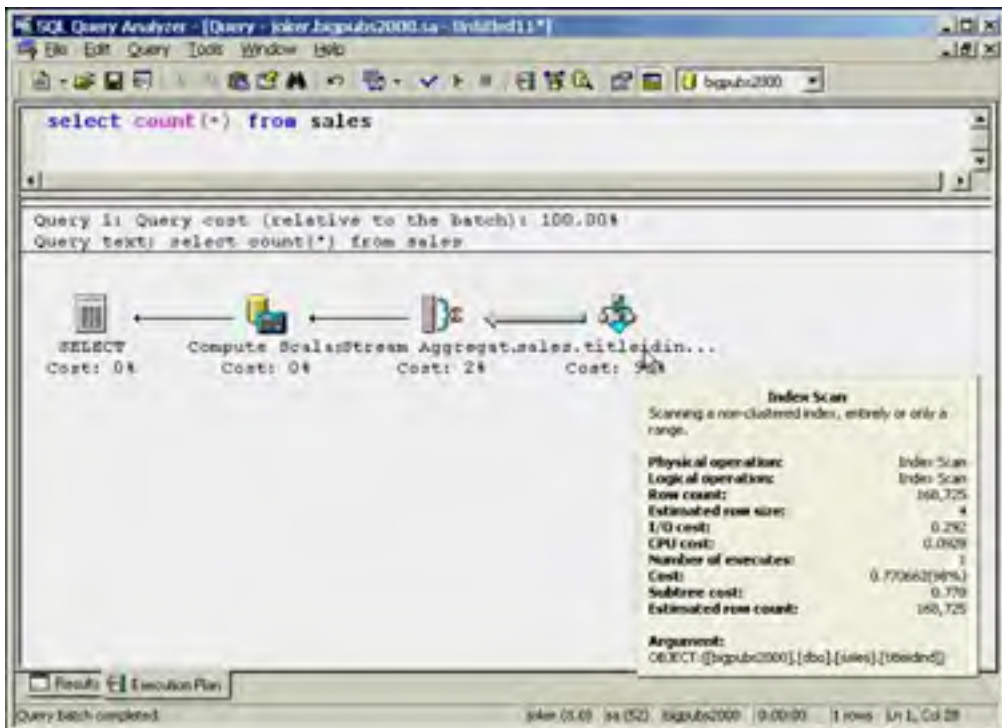 SQL Query Analyzer - [Query - joker.bigpubs2000.sa - Untitled11*]
File Edit Query Tools Window Help
bigpubs2000
select count(*) from sales
Query 1: Query cost (relative to the batch): 100.00%
Query text: select count(*) from sales
SELECT Compute Scalar Stream Aggregat... sales.titleidin...
Cost: 0% Cost: 0% Cost: 2% Cost: 98%
Index Scan
Scanning a non-clustered index, entirely or only a
range.
Physical operation: Index Scan
Logical operation: Index Scan
Row count: 168,725
Estimated row size: 4
I/O cost: 0.292
CPU cost: 0.0928
Number of executes: 1
Cost: 0.770662(98%)
Subtree cost: 0.770
Estimated row count: 168,725
Argument:
OBJECT:([bigpubs2000].[dbo].[sales].[titleidind])
Results Execution Plan
Query batch completed. joker (8.0) sa (52) bigpubs2000 0:00:00 1 rows Ln 1, Col 28